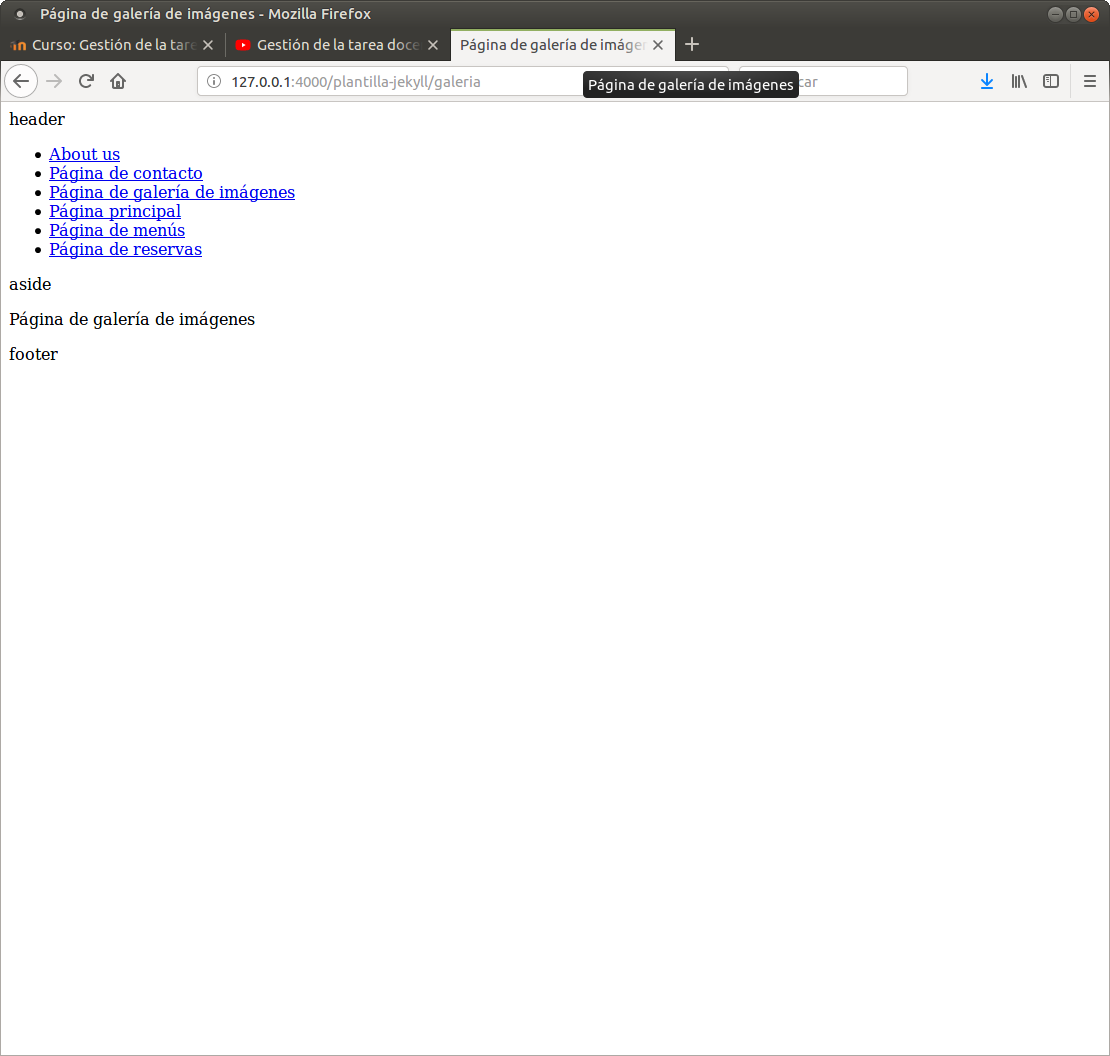 Página de galería de imágenes - Mozilla Firefox
Curso: Gestión de la tare
Gestión de la tarea doce
Página de galería de imáge
127.0.0.1:4000/plantilla-jekyll/galeria
Página de galería de imágenes
car
header
About us
Página de contacto
Página de galería de imágenes
Página principal
Página de menús
Página de reservas
aside
Página de galería de imágenes
footer